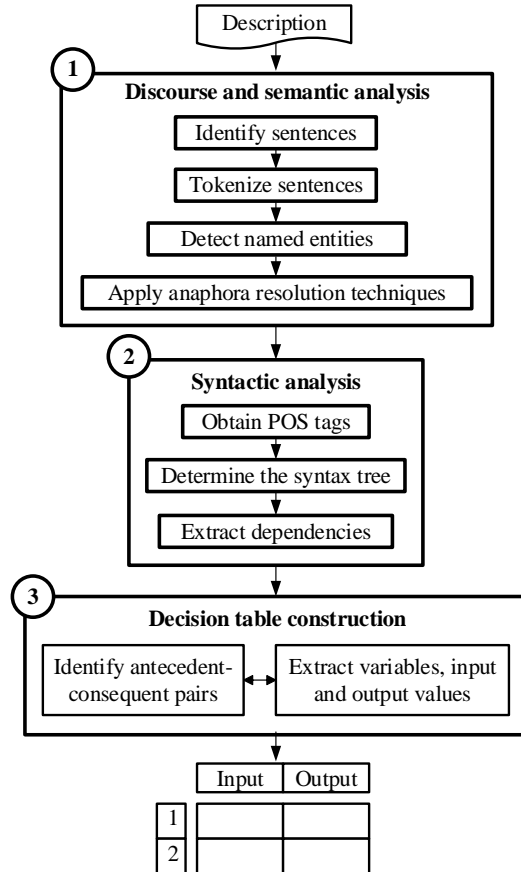 Description
1
Discourse and semantic analysis
Identify sentences
Tokenize sentences
Detect named entities
Apply anaphora resolution techniques
2
Syntactic analysis
Obtain POS tags
Determine the syntax tree
Extract dependencies
3
Decision table construction
Identify antecedent-
consequent pairs
Extract variables, input
and output values
Input Output
1
2